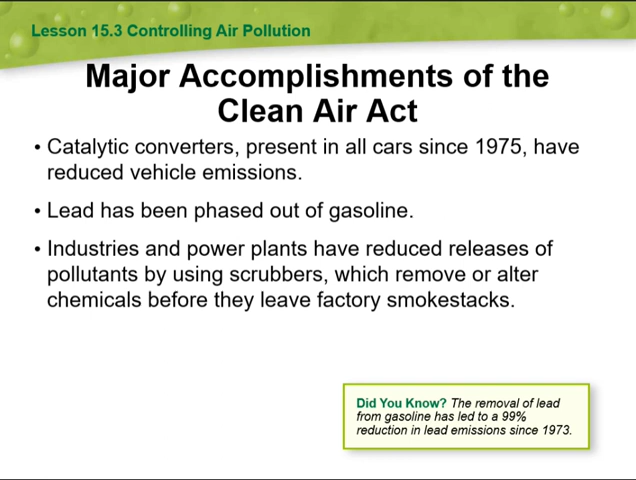 Lesson 15.3 Controlling Air Pollution
Major Accomplishments of the
Clean Air Act
• Catalytic converters, present in all cars since 1975, have
reduced vehicle emissions.
• Lead has been phased out of gasoline.
• Industries and power plants have reduced releases of
pollutants by using scrubbers, which remove or alter
chemicals before they leave factory smokestacks.
Did You Know? The removal of lead
from gasoline has led to a 99%
reduction in lead emissions since 1973.